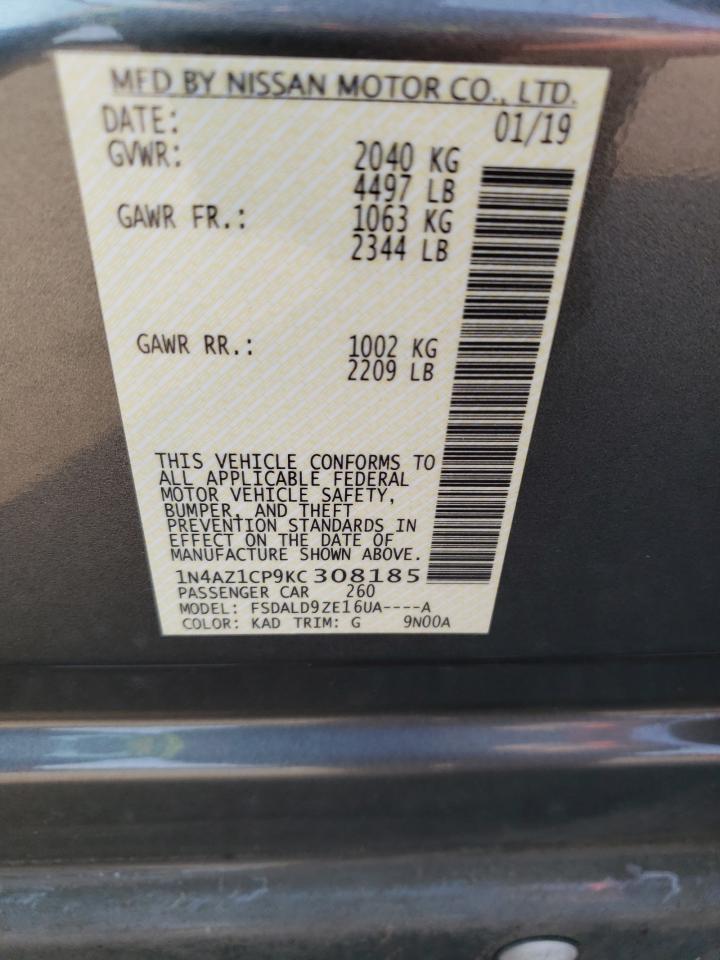 MFD BY NISSAN MOTOR CO., LTD.
DATE: 01/19
GVWR: 2040 KG
4497 LB
GAWR FR.: 1063 KG
2344 LB
GAWR RR.: 1002 KG
2209 LB
THIS VEHICLE CONFORMS TO
ALL APPLICABLE FEDERAL
MOTOR VEHICLE SAFETY,
BUMPER, AND THEFT
PREVENTION STANDARDS IN
EFFECT ON THE DATE OF
MANUFACTURE SHOWN ABOVE.
1N4AZ1CP9KC308185
PASSENGER CAR 260
MODEL: FSDALD9ZE16UA----A
COLOR: KAD TRIM: G 9N00A